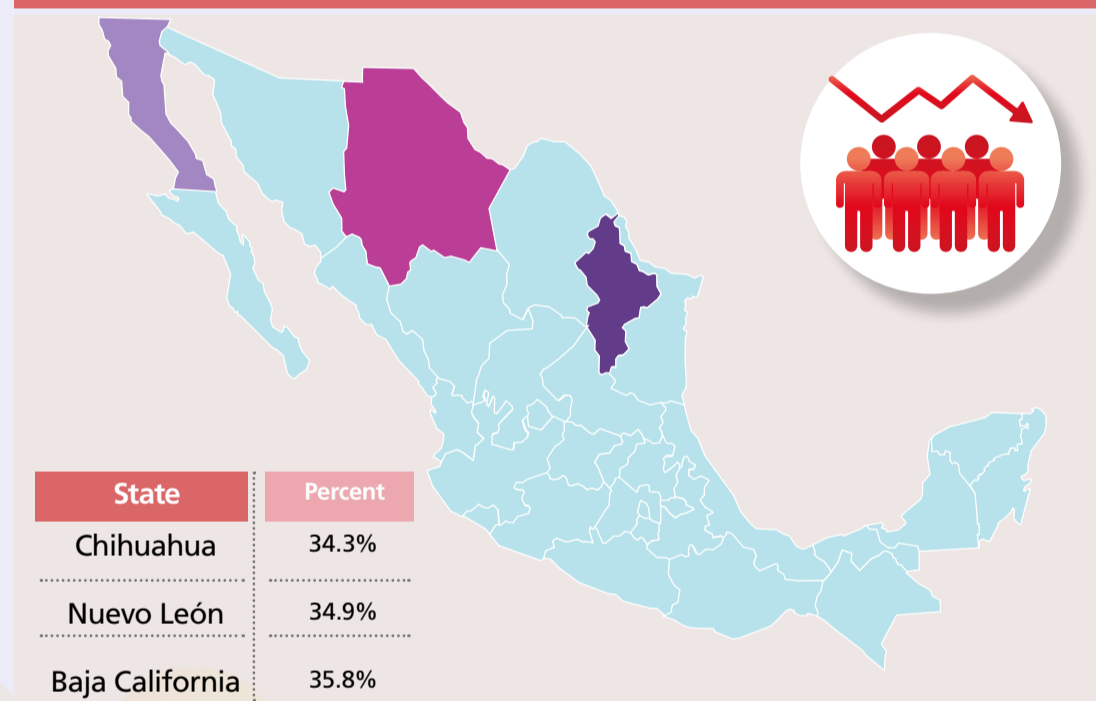 State Percent
Chihuahua 34.3%
Nuevo León 34.9%
Baja California 35.8%